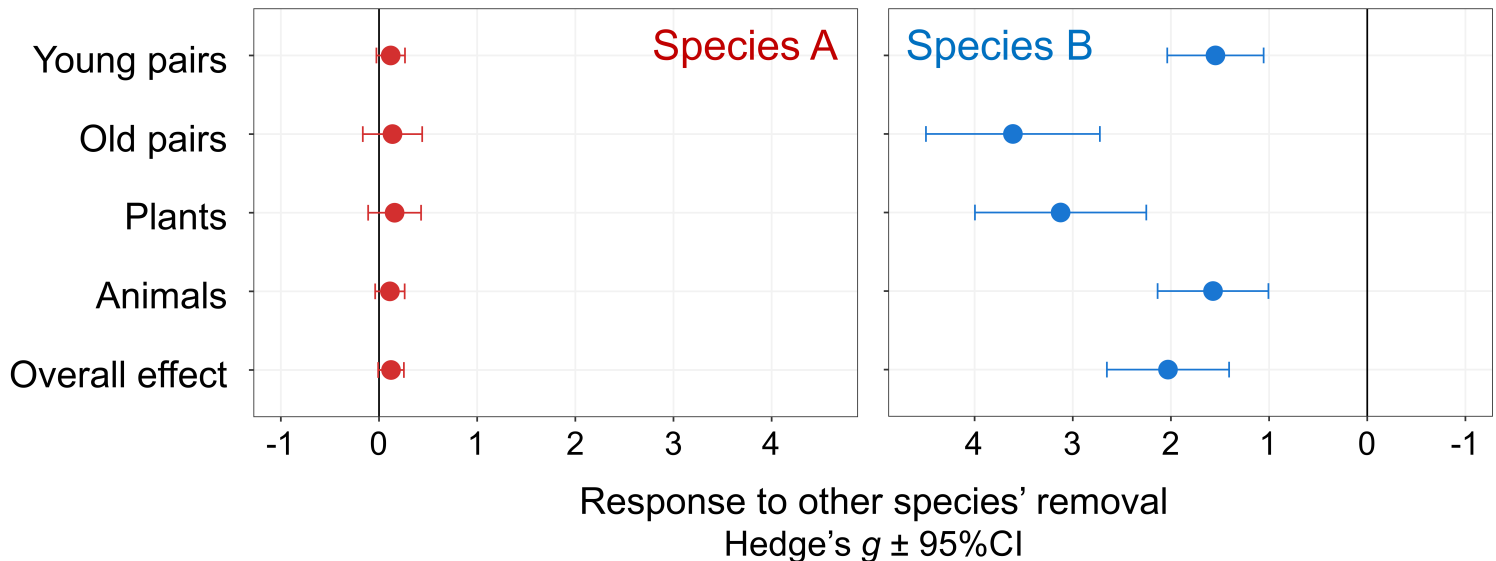 Species A
Species B
Young pairs
Old pairs
Plants
Animals
Overall effect
-1 0 1 2 3 4
4 3 2 1 0 -1
Response to other species’ removal
Hedge’s g ± 95%CI